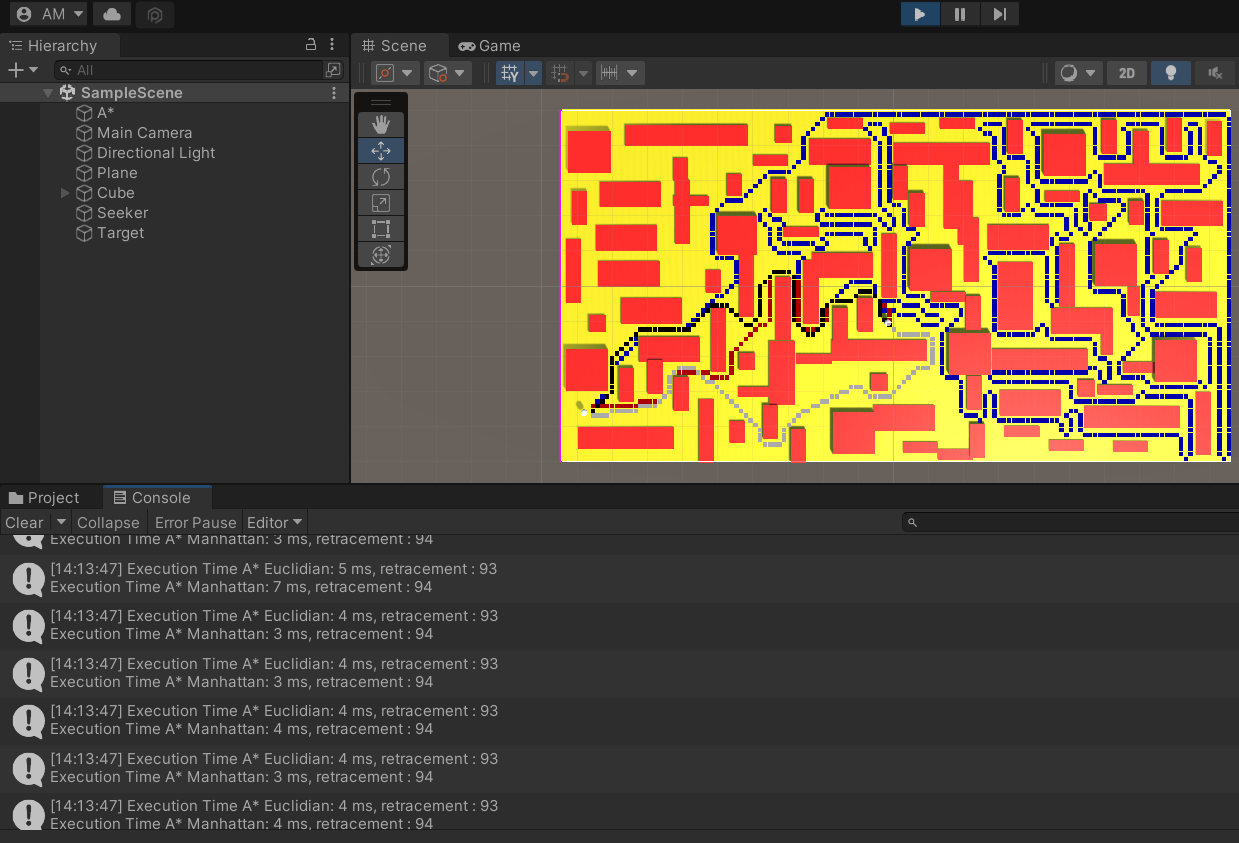 AM
Hierarchy
All
SampleScene
A*
Main Camera
Directional Light
Plane
Cube
Seeker
Target
Scene
Game
Y
2D
Project
Console
Clear
Collapse
Error Pause
Editor
Execution Time A* Manhattan: 3 ms, retracement : 94
[14:13:47] Execution Time A* Euclidian: 5 ms, retracement : 93
Execution Time A* Manhattan: 7 ms, retracement : 94
[14:13:47] Execution Time A* Euclidian: 4 ms, retracement : 93
Execution Time A* Manhattan: 3 ms, retracement : 94
[14:13:47] Execution Time A* Euclidian: 4 ms, retracement : 93
Execution Time A* Manhattan: 3 ms, retracement : 94
[14:13:47] Execution Time A* Euclidian: 4 ms, retracement : 93
Execution Time A* Manhattan: 4 ms, retracement : 94
[14:13:47] Execution Time A* Euclidian: 4 ms, retracement : 93
Execution Time A* Manhattan: 3 ms, retracement : 94
[14:13:47] Execution Time A* Euclidian: 4 ms, retracement : 93
Execution Time A* Manhattan: 4 ms, retracement : 94